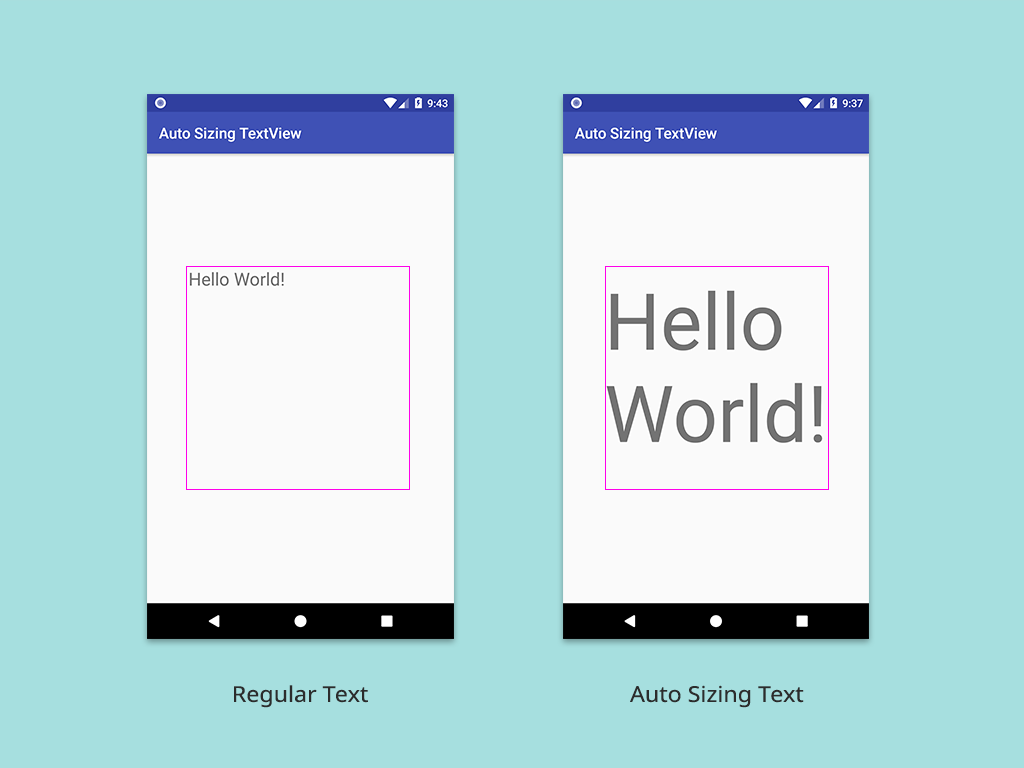 9:43
Auto Sizing TextView
Hello World!
Regular Text
9:37
Auto Sizing TextView
Hello
World!
Auto Sizing Text